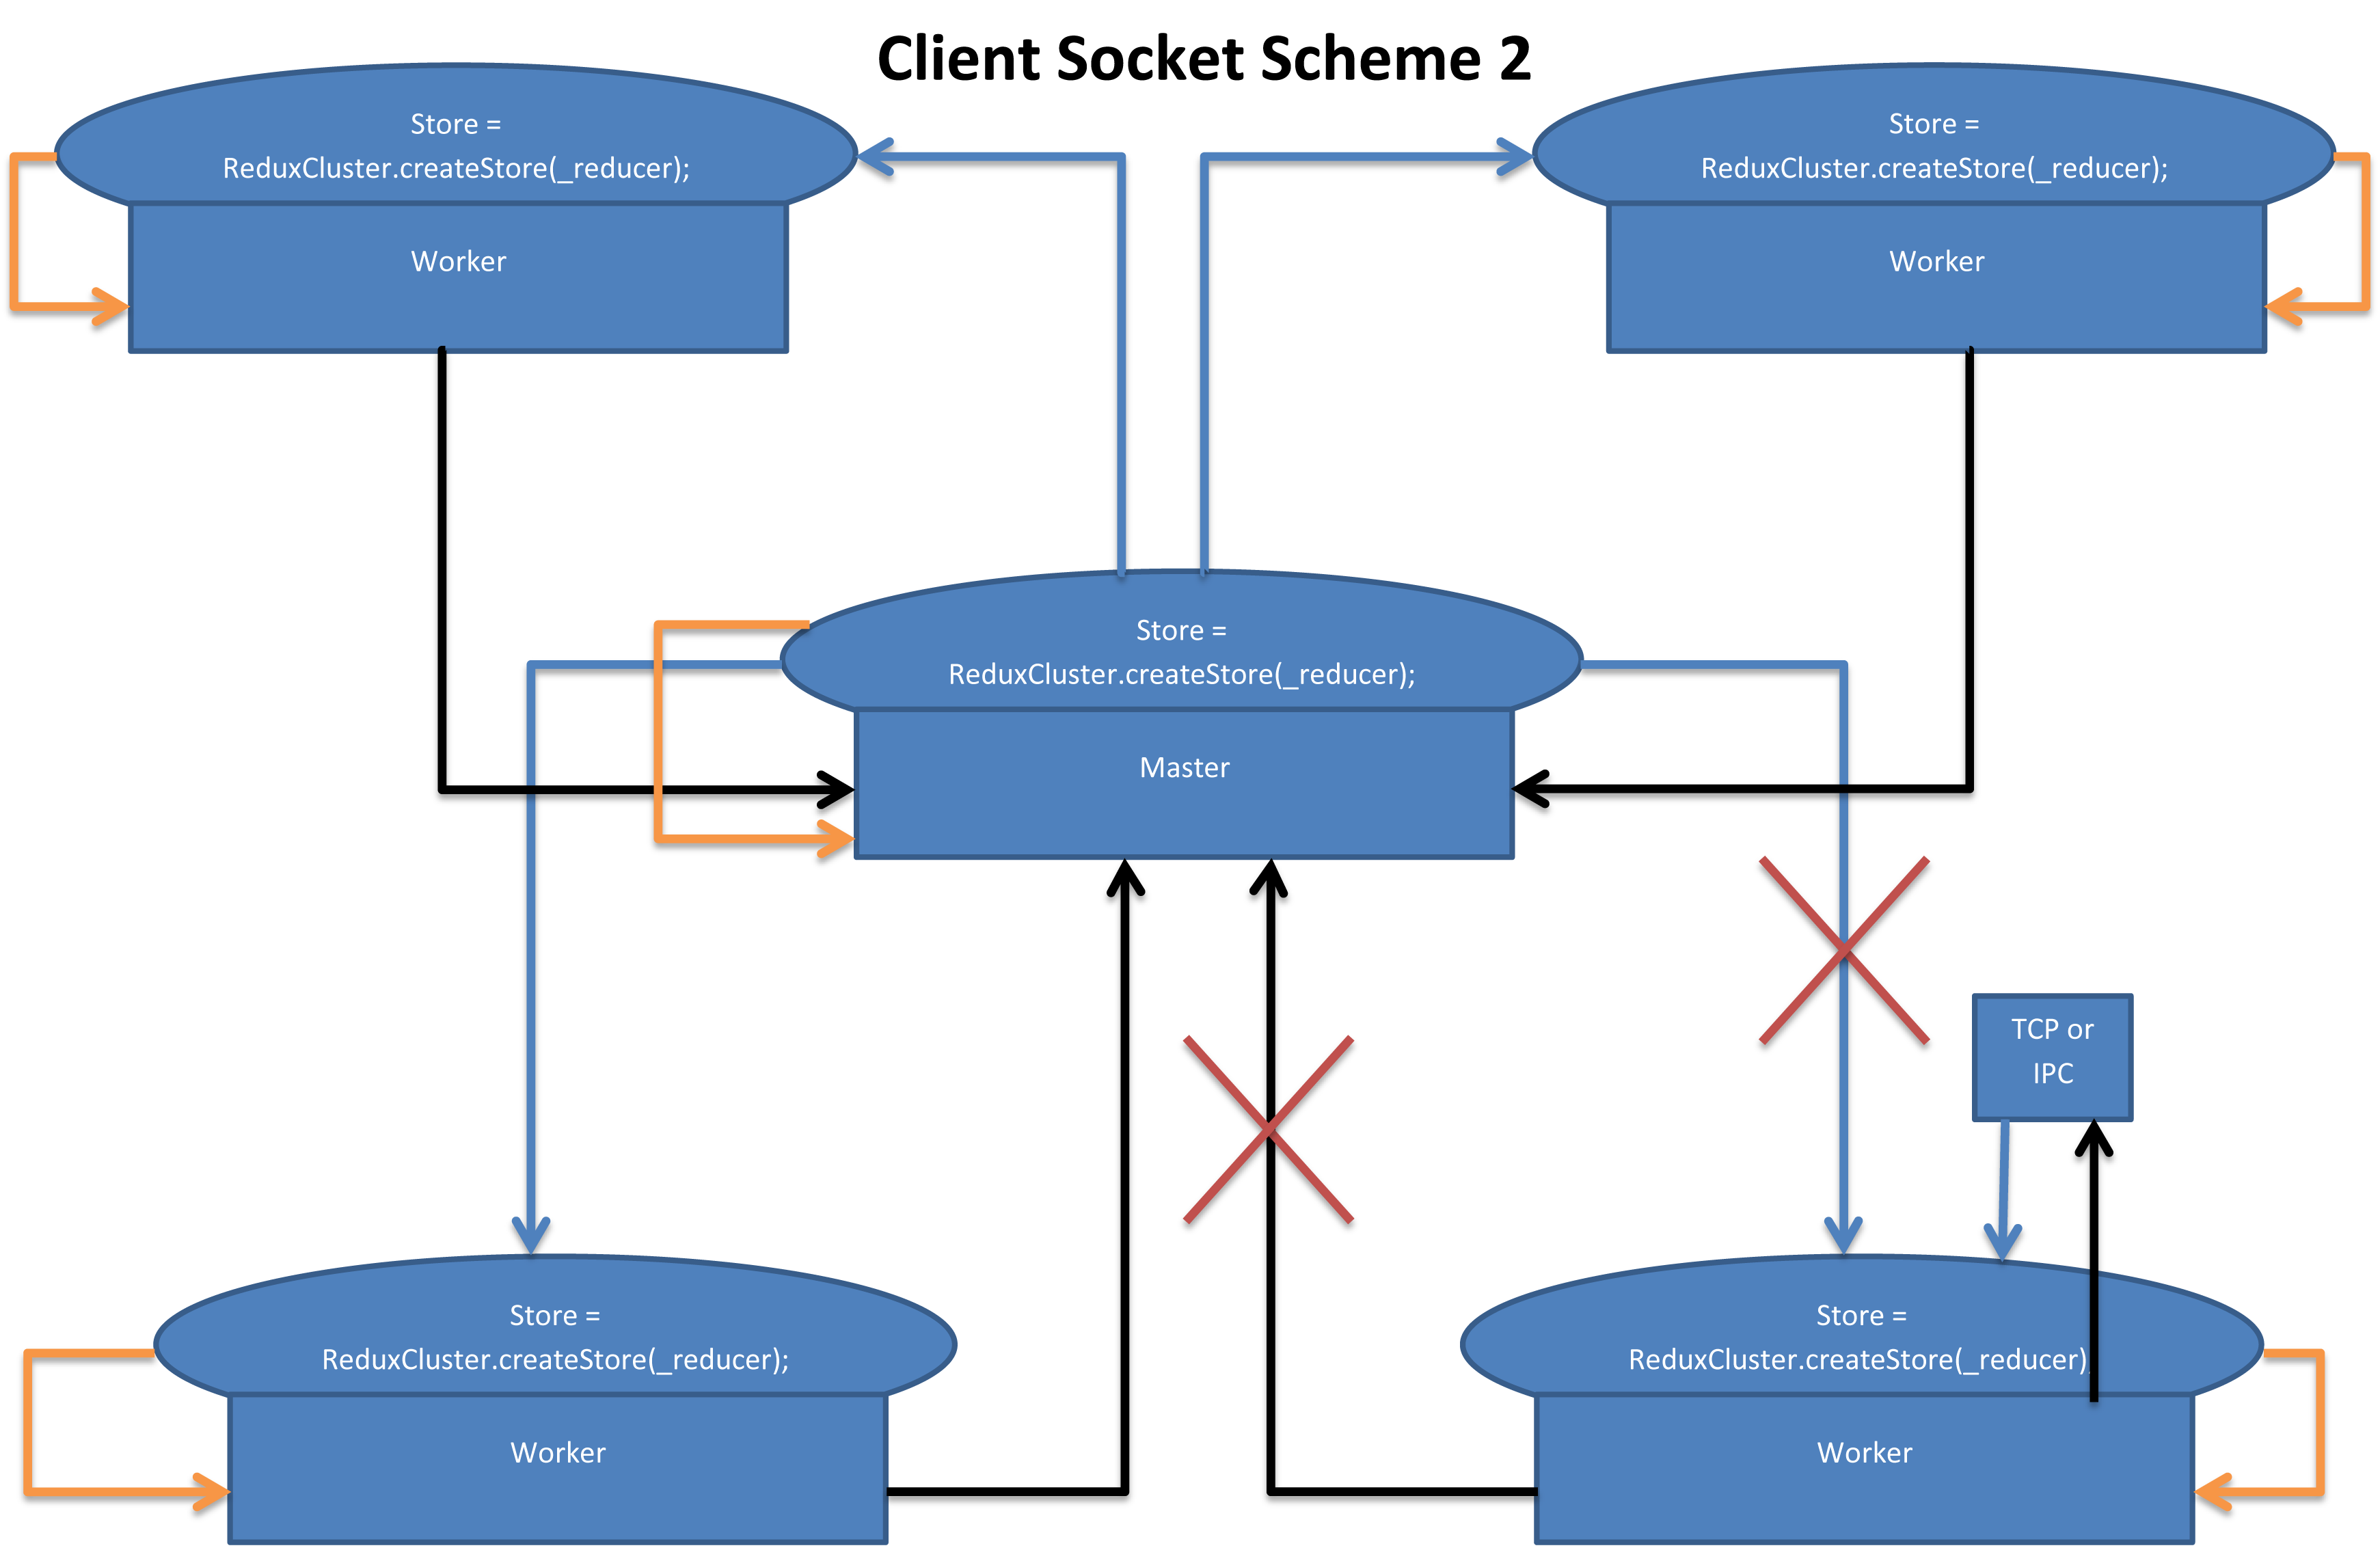 Client Socket Scheme 2
Store =
ReduxCluster.createStore(_reducer);
Worker
Store =
ReduxCluster.createStore(_reducer);
Worker
Store =
ReduxCluster.createStore(_reducer);
Master
TCP or
IPC
Store =
ReduxCluster.createStore(_reducer);
Worker
Store =
ReduxCluster.createStore(_reducer)
Worker